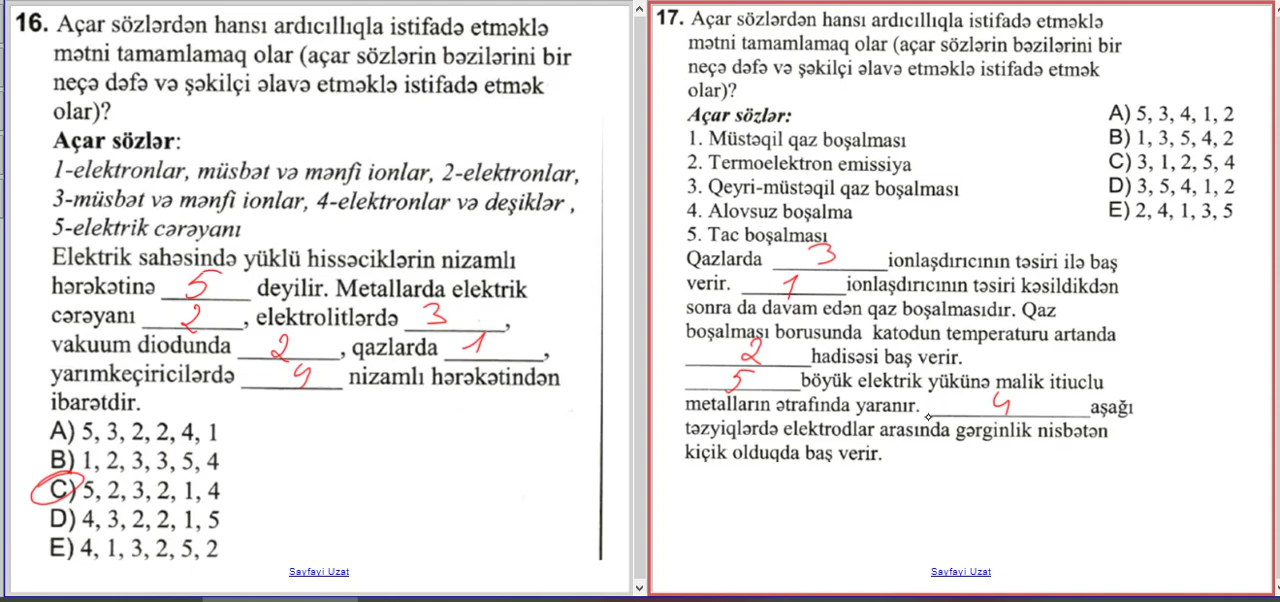 16. Açar sözlərdən hansı ardıcıllıqla istifadə etməklə
mətni tamamlamaq olar (açar sözlərin bəzilərini bir
neçə dəfə və şəkilçi əlavə etməklə istifadə etmək
olar)?
Açar sözlər:
1-elektronlar, müsbət və mənfi ionlar, 2-elektronlar,
3-müsbət və mənfi ionlar, 4-elektronlar və deşiklər ,
5-elektrik cərəyanı
Elektrik sahəsində yüklü hissəciklərin nizamlı
hərəkətinə 5 deyilir. Metallarda elektrik
cərəyanı 2, elektrolitlərdə 3,
vakuum diodunda 2, qazlarda 1,
yarımkeçiricilərdə 4 nizamlı hərəkətindən
ibarətdir.
A) 5, 3, 2, 2, 4, 1
B) 1, 2, 3, 3, 5, 4
C) 5, 2, 3, 2, 1, 4
D) 4, 3, 2, 2, 1, 5
E) 4, 1, 3, 2, 5, 2
Sayfayi Uzat
17. Açar sözlərdən hansı ardıcıllıqla istifadə etməklə
mətni tamamlamaq olar (açar sözlərin bəzilərini bir
neçə dəfə və şəkilçi əlavə etməklə istifadə etmək
olar)?
Açar sözlər:
1. Müstəqil qaz boşalması
2. Termoelektron emissiya
3. Qeyri-müstəqil qaz boşalması
4. Alovsuz boşalma
5. Tac boşalması
A) 5, 3, 4, 1, 2
B) 1, 3, 5, 4, 2
C) 3, 1, 2, 5, 4
D) 3, 5, 4, 1, 2
E) 2, 4, 1, 3, 5
Qazlarda 3 ionlaşdırıcının təsiri ilə baş
verir. 1 ionlaşdırıcının təsiri kəsildikdən
sonra da davam edən qaz boşalmasıdır. Qaz
boşalması borusunda katodun temperaturu artanda
2 hadisəsi baş verir.
5 böyük elektrik yükünə malik itiuclu
metalların ətrafında yaranır. 4 aşağı
təzyiqlərdə elektrodlar arasında gərginlik nisbətən
kiçik olduqda baş verir.
Sayfayi Uzat